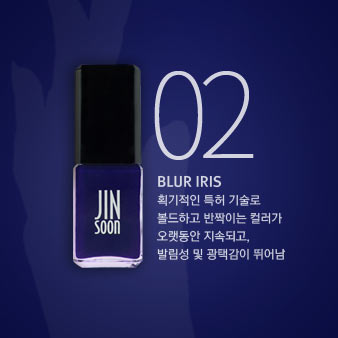 02
JIN
soon
BLUR IRIS
획기적인 특허 기술로
볼드하고 반짝이는 컬러가
오랫동안 지속되고,
발림성 및 광택감이 뛰어남